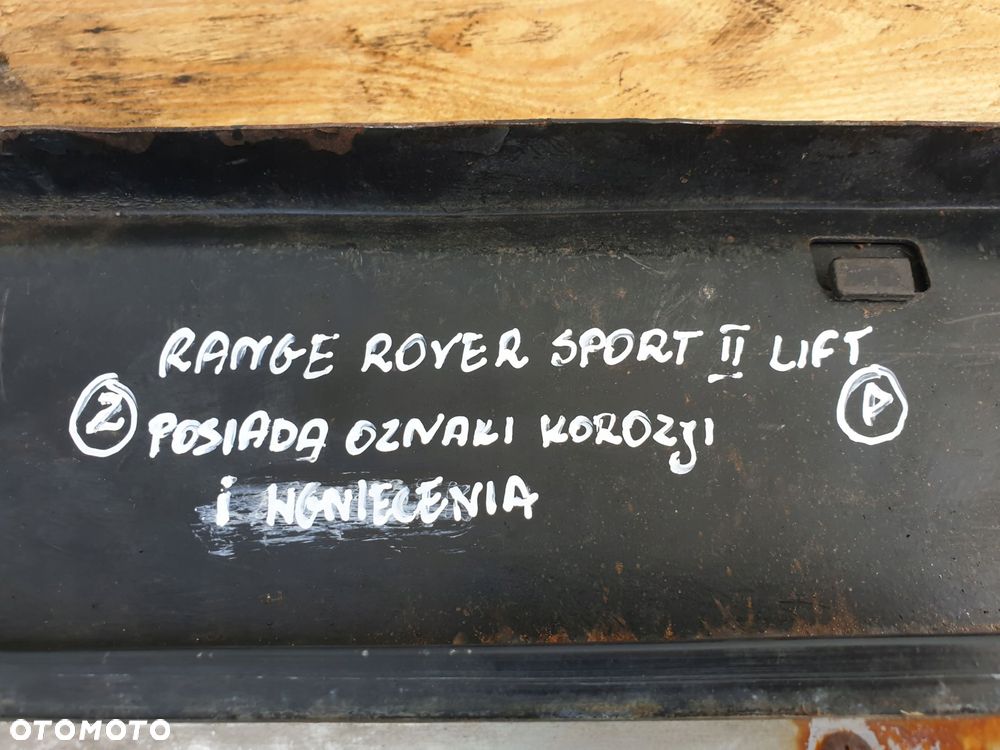 RANGE ROVER SPORT II LIFT
Z POSIADA OZNAKI KOROZJI P
i WGNIECENIA
OTOMOTO